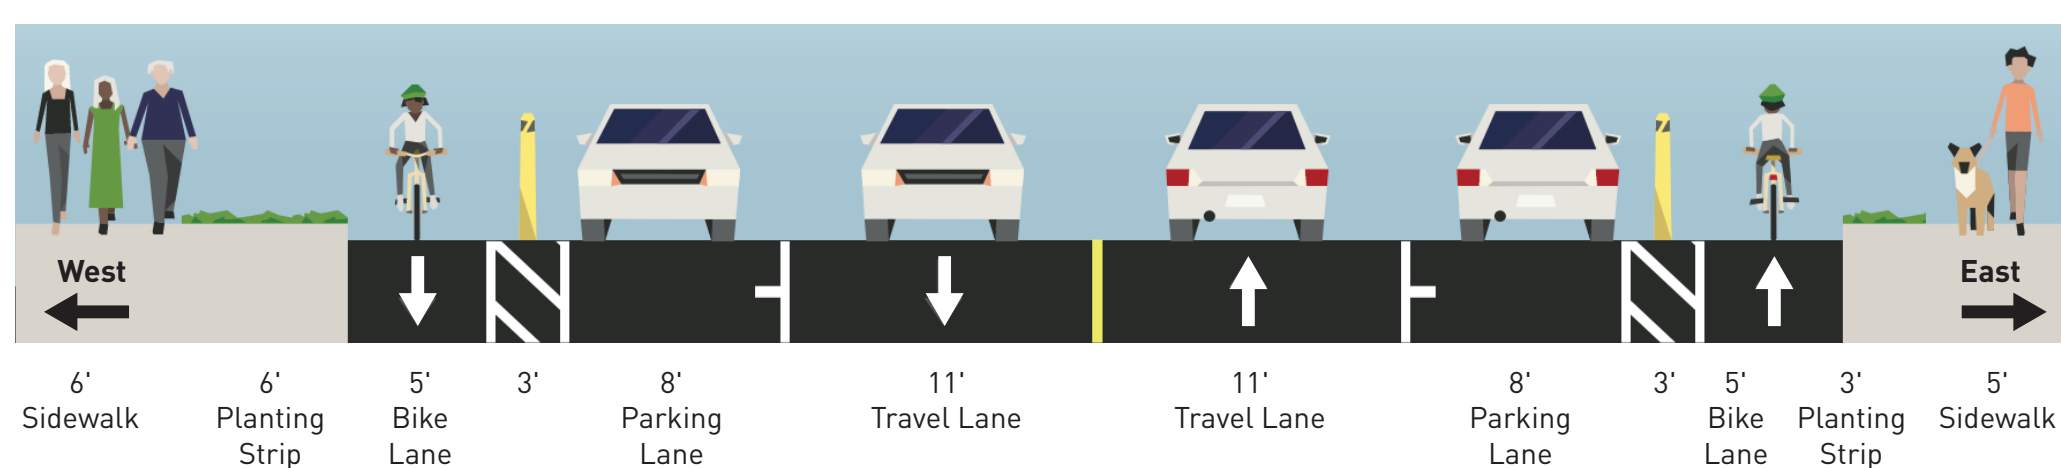 West
East
6'
Sidewalk
6'
Planting
Strip
5'
Bike
Lane
3'
8'
Parking
Lane
11'
Travel Lane
11'
Travel Lane
8'
Parking
Lane
3'
5'
Bike
Lane
3'
Planting
Strip
5'
Sidewalk